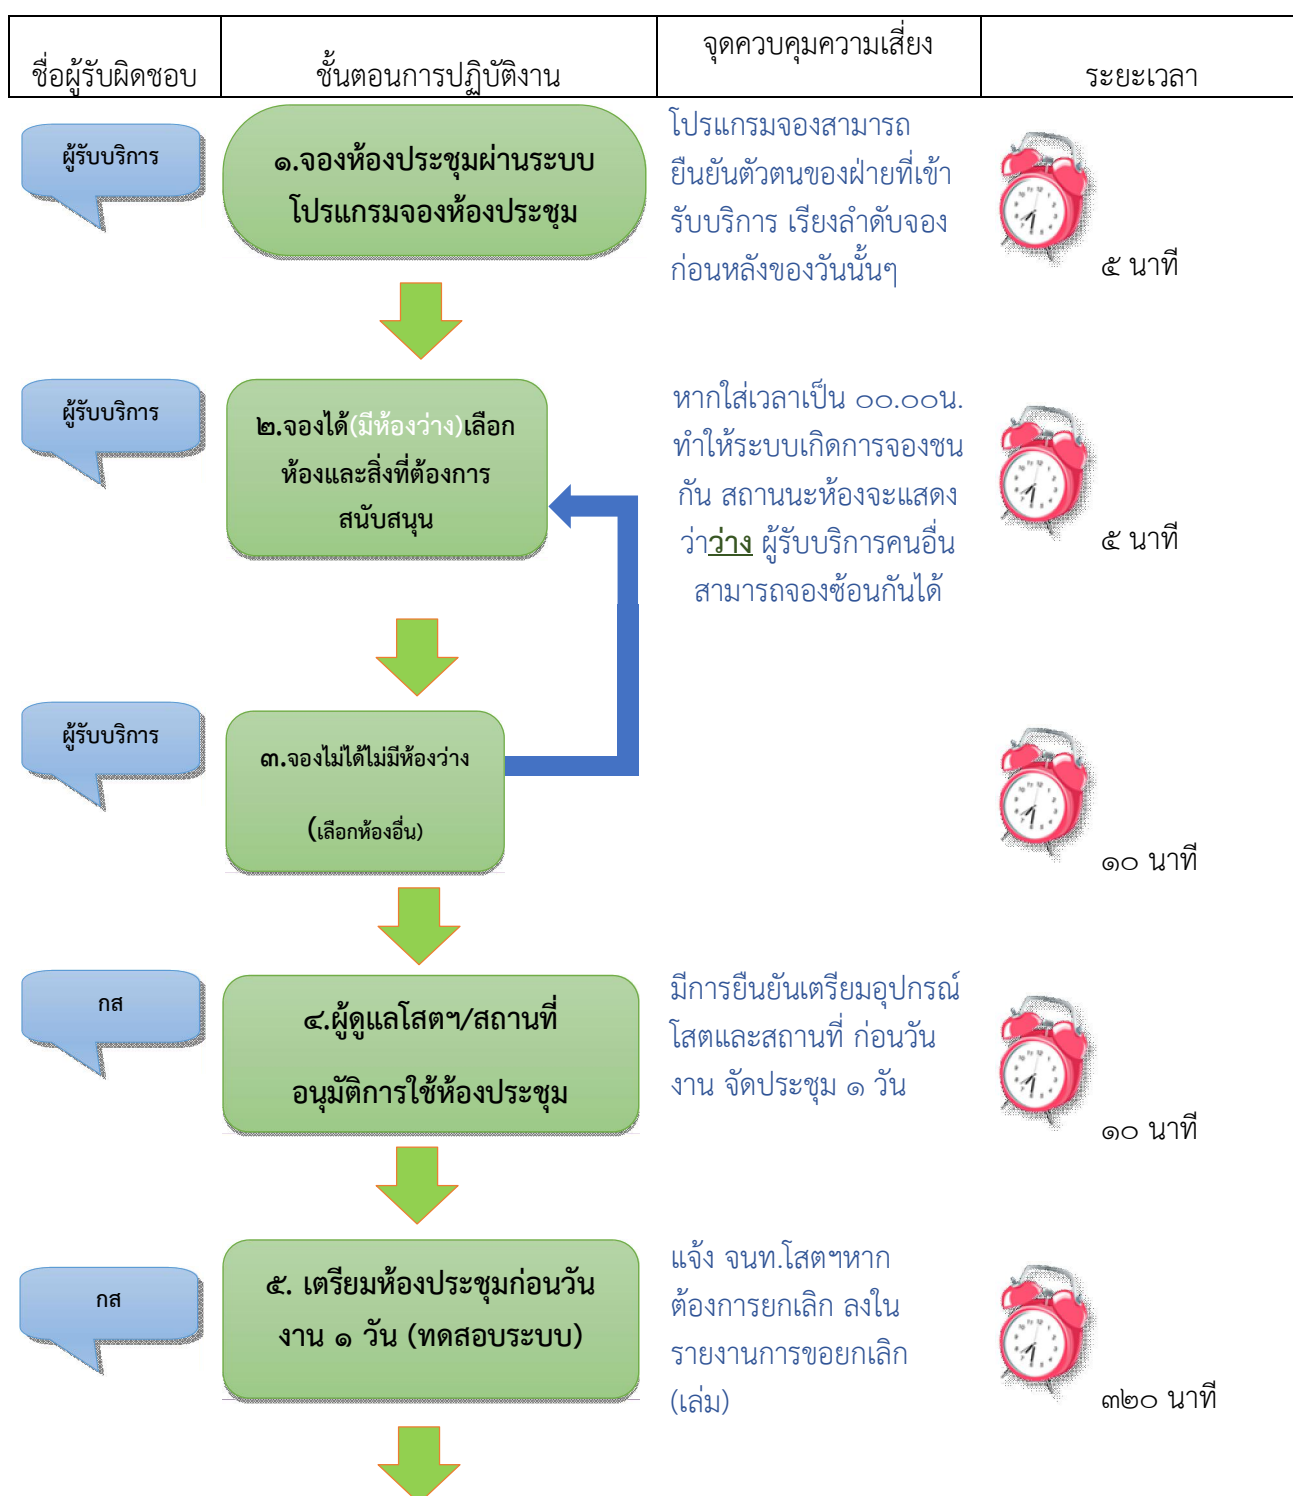 ชื่อผู้รับผิดชอบ
ชั้นตอนการปฏิบัติงาน
จุดควบคุมความเสี่ยง
ระยะเวลา
ผู้รับบริการ
๑.จองห้องประชุมผ่านระบบ
โปรแกรมจองห้องประชุม
โปรแกรมจองสามารถ
ยืนยันตัวตนของฝ่ายที่เข้า
รับบริการ เรียงลำดับจอง
ก่อนหลังของวันนั้นๆ
๕ นาที
ผู้รับบริการ
๒.จองได้(มีห้องว่าง)เลือก
ห้องและสิ่งที่ต้องการ
สนับสนุน
หากใส่เวลาเป็น ๐๐.๐๐น.
ทำให้ระบบเกิดการจองชน
กัน สถานนะห้องจะแสดง
ว่าว่าง ผู้รับบริการคนอื่น
สามารถจองซ้อนกันได้
๕ นาที
ผู้รับบริการ
๓.จองไม่ได้ไม่มีห้องว่าง
(เลือกห้องอื่น)
๑๐ นาที
กส
๔.ผู้ดูแลโสตฯ/สถานที่
อนุมัติการใช้ห้องประชุม
มีการยืนยันเตรียมอุปกรณ์
โสตและสถานที่ ก่อนวัน
งาน จัดประชุม ๑ วัน
๑๐ นาที
กส
๕. เตรียมห้องประชุมก่อนวัน
งาน ๑ วัน (ทดสอบระบบ)
แจ้ง จนท.โสตฯหาก
ต้องการยกเลิก ลงใน
รายงานการขอยกเลิก
(เล่ม)
๓๒๐ นาที